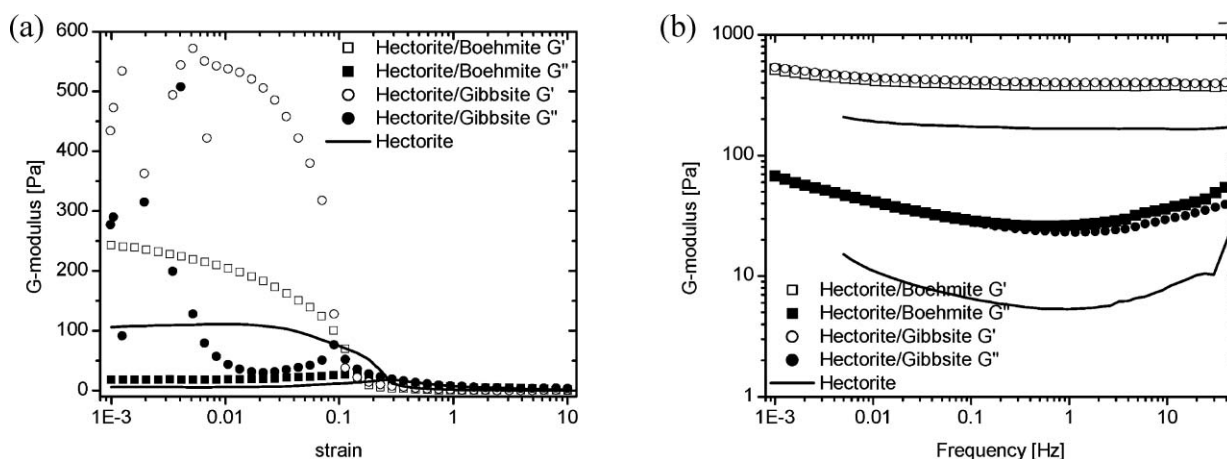 (a)
600
500
400
300
200
100
0
G-modulus [Pa]
Hectorite/Boehmite G'
Hectorite/Boehmite G"
Hectorite/Gibbsite G'
Hectorite/Gibbsite G"
Hectorite
1E-3
0.01
0.1
1
10
strain
(b)
1000
100
10
1
G-modulus [Pa]
Hectorite/Boehmite G'
Hectorite/Boehmite G"
Hectorite/Gibbsite G'
Hectorite/Gibbsite G"
Hectorite
1E-3
0.01
0.1
1
10
Frequency [Hz]